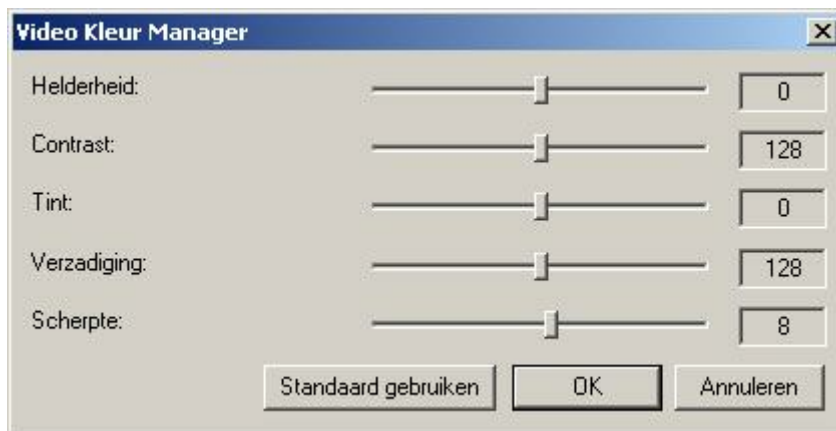 Video Kleur Manager
Helderheid: 0
Contrast: 128
Tint: 0
Verzadiging: 128
Scherpte: 8
Standaard gebruiken OK Annuleren